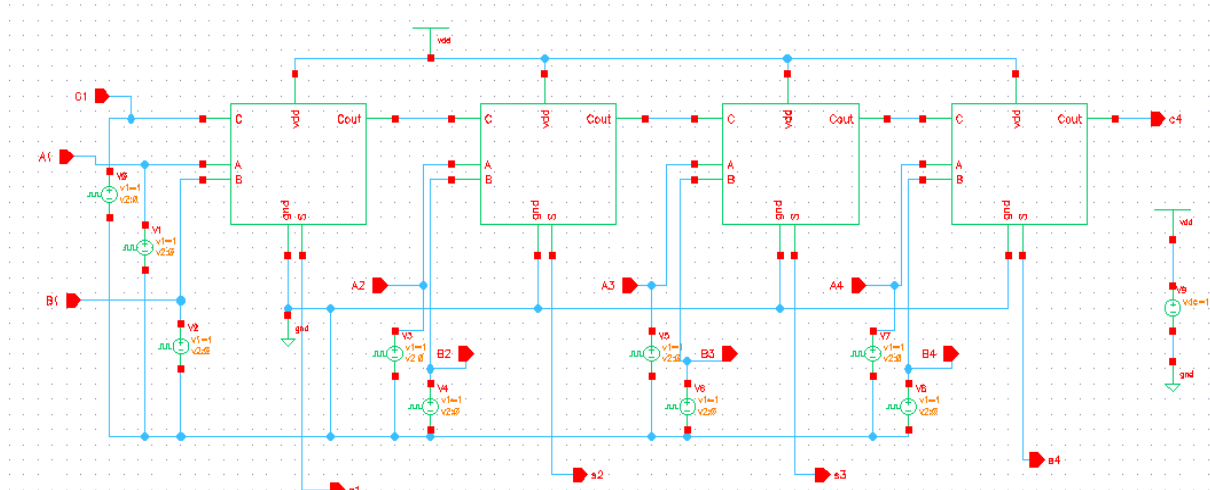 vdd
C1
C
vdd
Cout
C
vdd
Cout
C
vdd
Cout
C
vdd
Cout
c4
A1
A
B
A
B
A
B
A
B
v1=1
v2:0
gnd
S
gnd
S
gnd
S
gnd
S
V1
v1=1
v2:0
vdd
B1
A2
A3
A4
V9
vdc=1
V2
v1=1
v2:0
gnd
V3
v1=1
v2:0
B2
V5
v1=1
v2:0
B3
V7
v1=1
v2:0
B4
gnd
V4
v1=1
v2:0
V6
v1=1
v2:0
V8
v1=1
v2:0
s2
s3
s4
s1